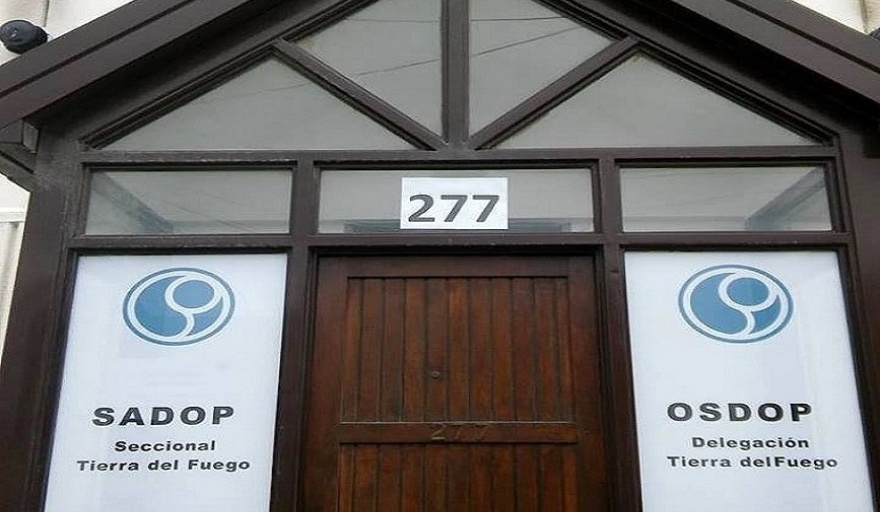 277
SADOP
Seccional
Tierra del Fuego
277
OSDOP
Delegación
Tierra delFuego